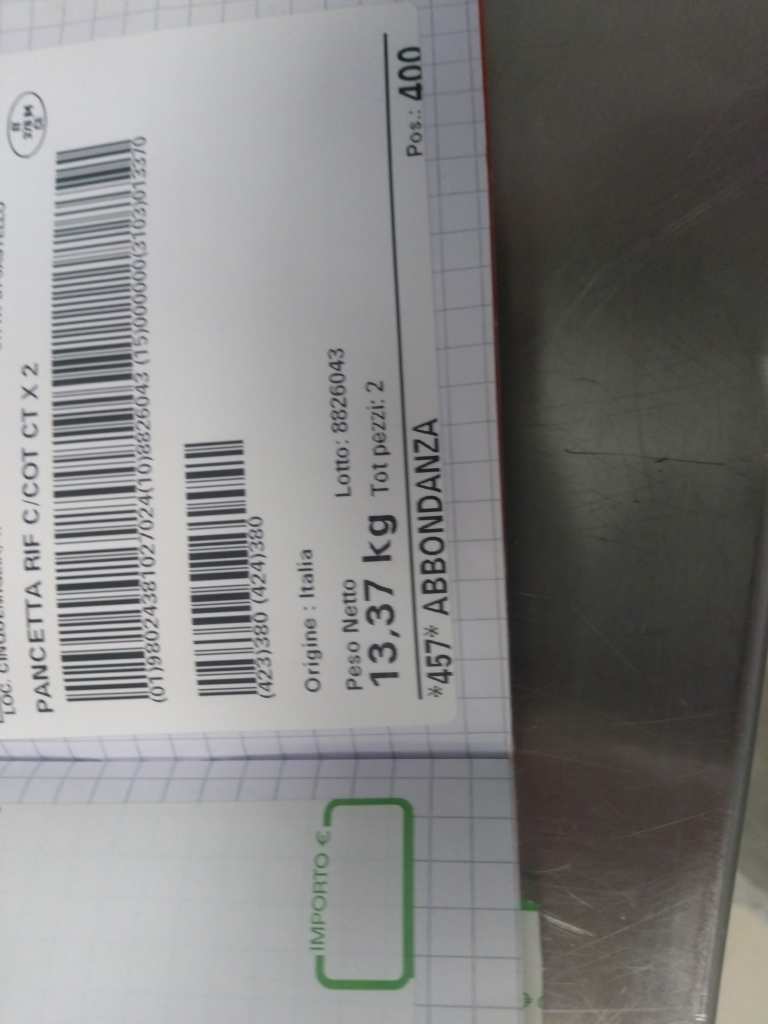 PANCETTA RIF C/COT CT X 2
(01)98024381027024(10)8826043 (15)000000(3103)013370
(423)380 (424)380
Origine : Italia
Peso Netto Lotto: 8826043
13,37 kg Tot pezzi: 2
*457* ABBONDANZA Pos.: 400
IMPORTO €